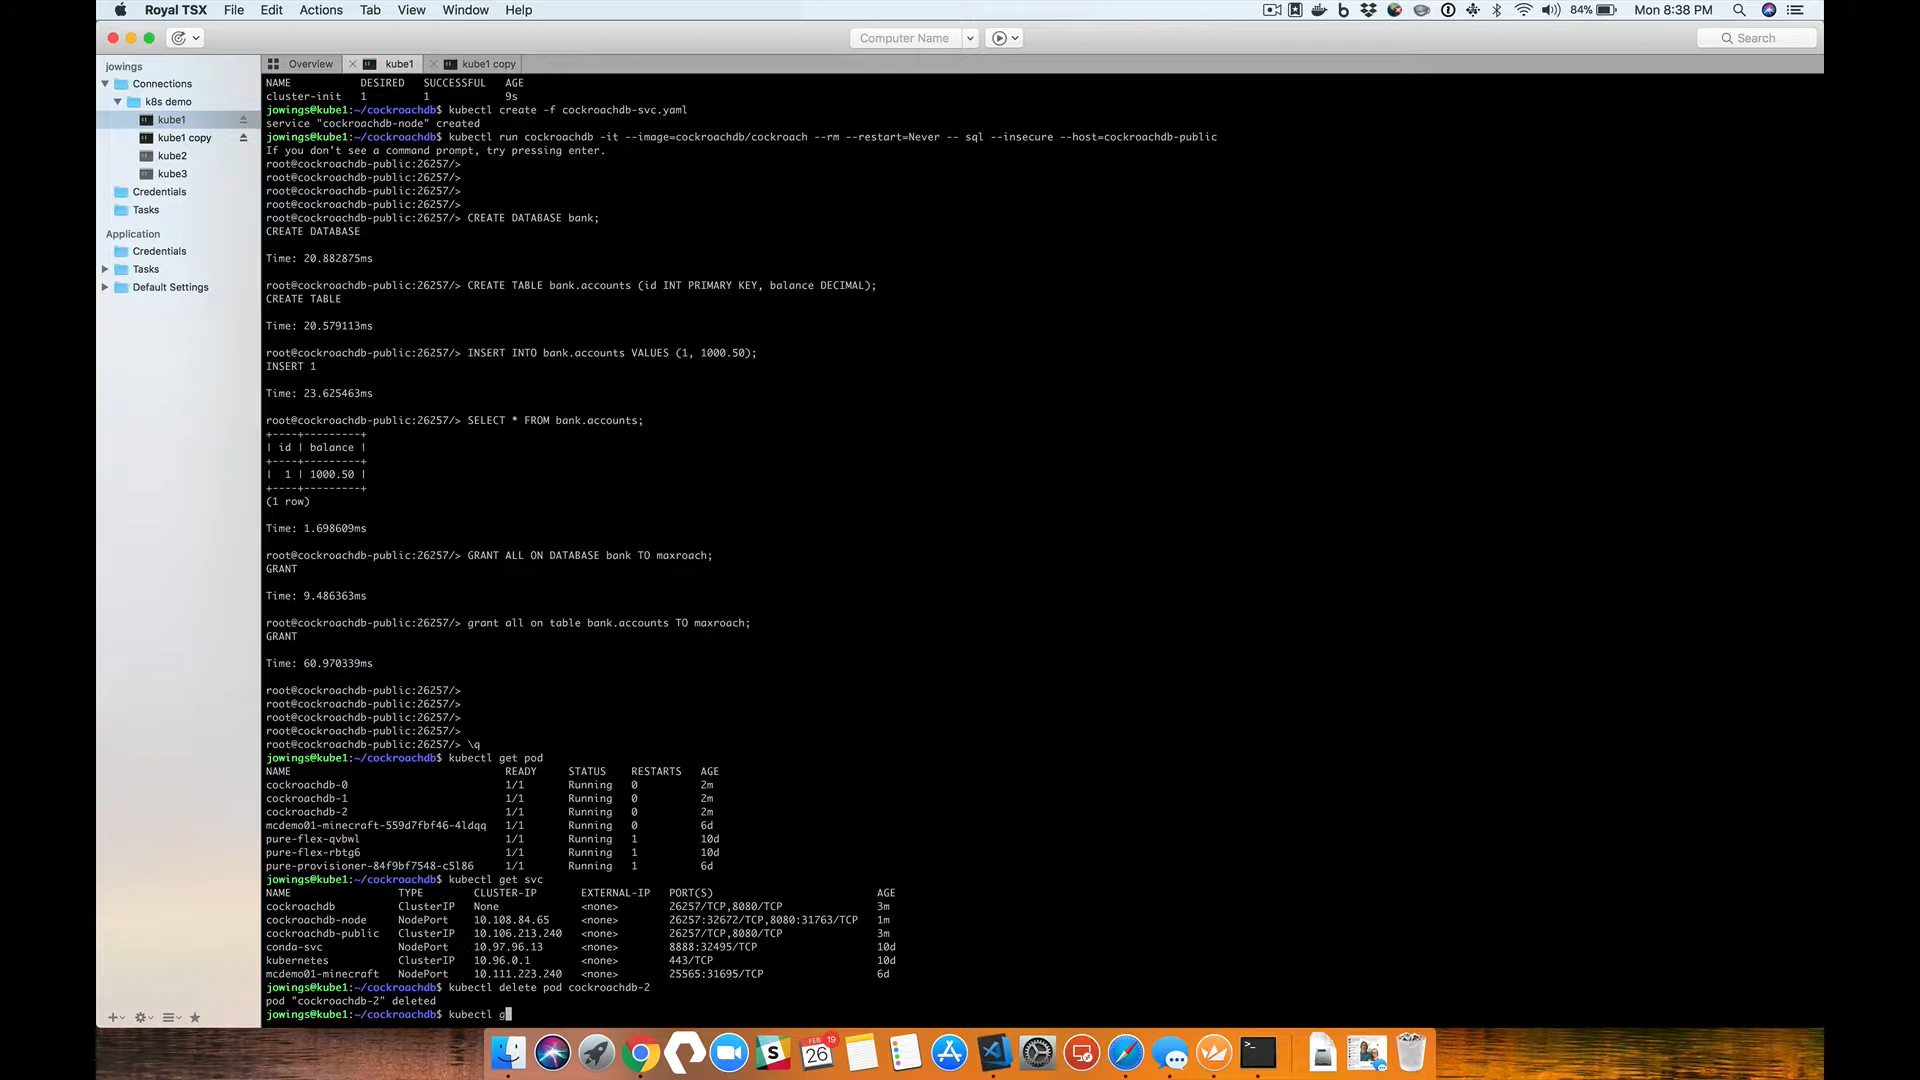 Royal TSX File Edit Actions Tab View Window Help 84% Mon 8:38 PM
Computer Name Search
jowings
Connections
k8s demo
kube1
kube1 copy
kube2
kube3
Credentials
Tasks
Application
Credentials
Tasks
Default Settings
Overview kube1 kube1 copy
NAME DESIRED SUCCESSFUL AGE
cluster-init 1 1 9s
jowings@kube1:~/cockroachdb$ kubectl create -f cockroachdb-svc.yaml
service "cockroachdb-node" created
jowings@kube1:~/cockroachdb$ kubectl run cockroachdb -it --image=cockroachdb/cockroach --rm --restart=Never -- sql --insecure --host=cockroachdb-public
If you don't see a command prompt, try pressing enter.
root@cockroachdb-public:26257/>
root@cockroachdb-public:26257/>
root@cockroachdb-public:26257/>
root@cockroachdb-public:26257/>
root@cockroachdb-public:26257/> CREATE DATABASE bank;
CREATE DATABASE
Time: 20.882875ms
root@cockroachdb-public:26257/> CREATE TABLE bank.accounts (id INT PRIMARY KEY, balance DECIMAL);
CREATE TABLE
Time: 20.579113ms
root@cockroachdb-public:26257/> INSERT INTO bank.accounts VALUES (1, 1000.50);
INSERT 1
Time: 23.625463ms
root@cockroachdb-public:26257/> SELECT * FROM bank.accounts;
+----+---------+
| id | balance |
+----+---------+
| 1 | 1000.50 |
+----+---------+
(1 row)
Time: 1.698609ms
root@cockroachdb-public:26257/> GRANT ALL ON DATABASE bank TO maxroach;
GRANT
Time: 9.486363ms
root@cockroachdb-public:26257/> grant all on table bank.accounts TO maxroach;
GRANT
Time: 60.970339ms
root@cockroachdb-public:26257/>
root@cockroachdb-public:26257/>
root@cockroachdb-public:26257/>
root@cockroachdb-public:26257/>
root@cockroachdb-public:26257/> \q
jowings@kube1:~/cockroachdb$ kubectl get pod
NAME READY STATUS RESTARTS AGE
cockroachdb-0 1/1 Running 0 2m
cockroachdb-1 1/1 Running 0 2m
cockroachdb-2 1/1 Running 0 2m
mcdemo01-minecraft-559d7fbf46-4ldqq 1/1 Running 0 6d
pure-flex-qvbwl 1/1 Running 1 10d
pure-flex-rbtg6 1/1 Running 1 10d
pure-provisioner-84f9bf7548-c5l86 1/1 Running 1 6d
jowings@kube1:~/cockroachdb$ kubectl get svc
NAME TYPE CLUSTER-IP EXTERNAL-IP PORT(S) AGE
cockroachdb ClusterIP None <none> 26257/TCP,8080/TCP 3m
cockroachdb-node NodePort 10.108.84.65 <none> 26257:32672/TCP,8080:31763/TCP 1m
cockroachdb-public ClusterIP 10.106.213.240 <none> 26257/TCP,8080/TCP 3m
conda-svc NodePort 10.97.96.13 <none> 8888:32495/TCP 10d
kubernetes ClusterIP 10.96.0.1 <none> 443/TCP 10d
mcdemo01-minecraft NodePort 10.111.223.240 <none> 25565:31695/TCP 6d
jowings@kube1:~/cockroachdb$ kubectl delete pod cockroachdb-2
pod "cockroachdb-2" deleted
jowings@kube1:~/cockroachdb$ kubectl g
FEB 19
26